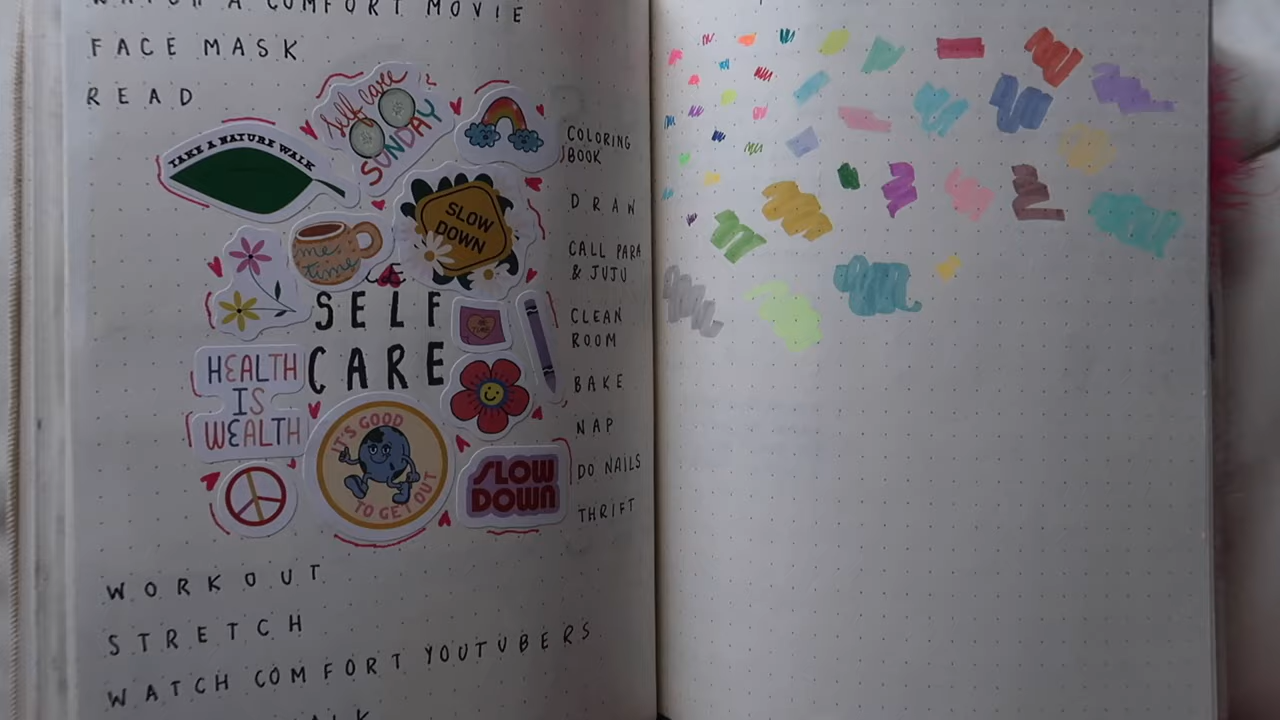 WATCH A COMFORT MOVIE
FACE MASK
READ
Self care
SUNDAY
TAKE A NATURE WALK
SLOW
DOWN
me
time
SELF
CARE
HEALTH
IS
WEALTH
IT'S GOOD
TO GET OUT
SLOW
DOWN
COLORING
BOOK
DRAW
CALL PARA
& JUJU
CLEAN
ROOM
BAKE
NAP
DO NAILS
THRIFT
WORKOUT
STRETCH
WATCH COMFORT YOUTUBERS